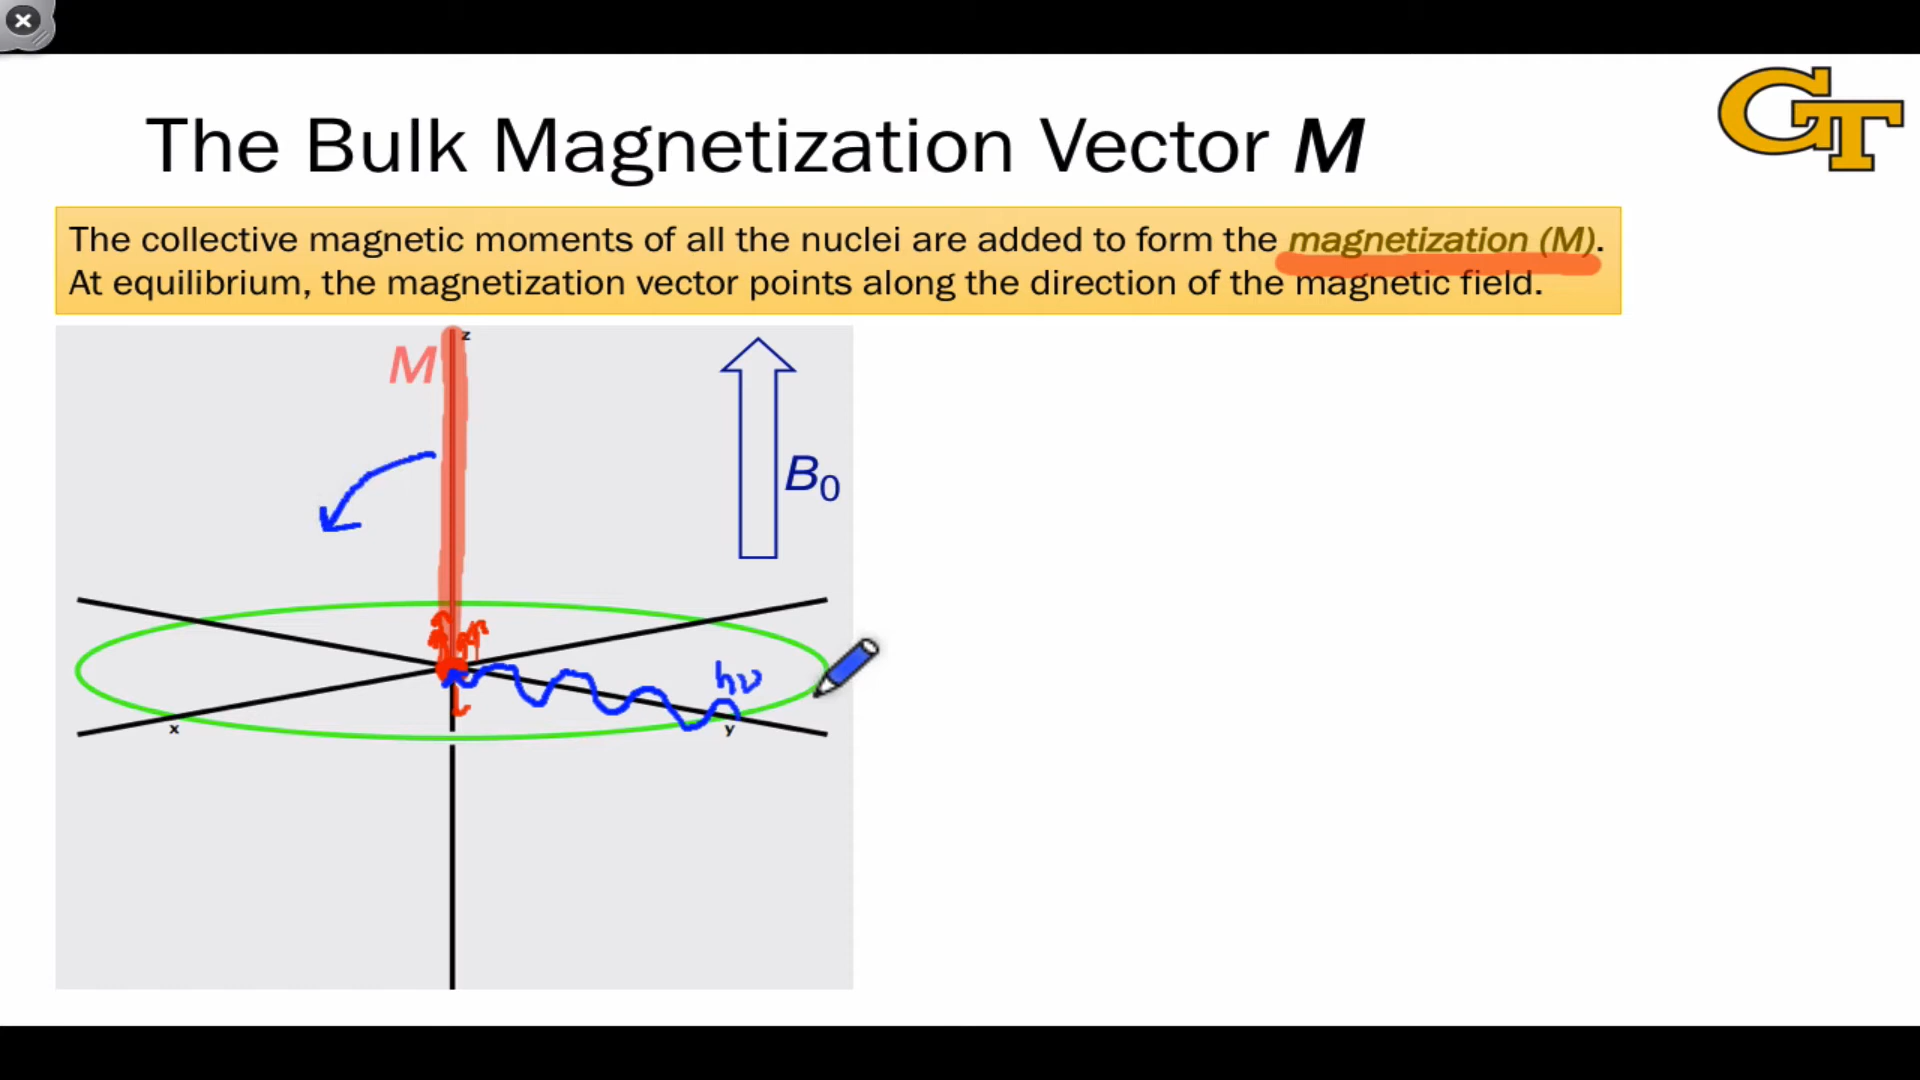 The Bulk Magnetization Vector M
GT
The collective magnetic moments of all the nuclei are added to form the magnetization (M).
At equilibrium, the magnetization vector points along the direction of the magnetic field.
z
M
B₀
hν
x
y